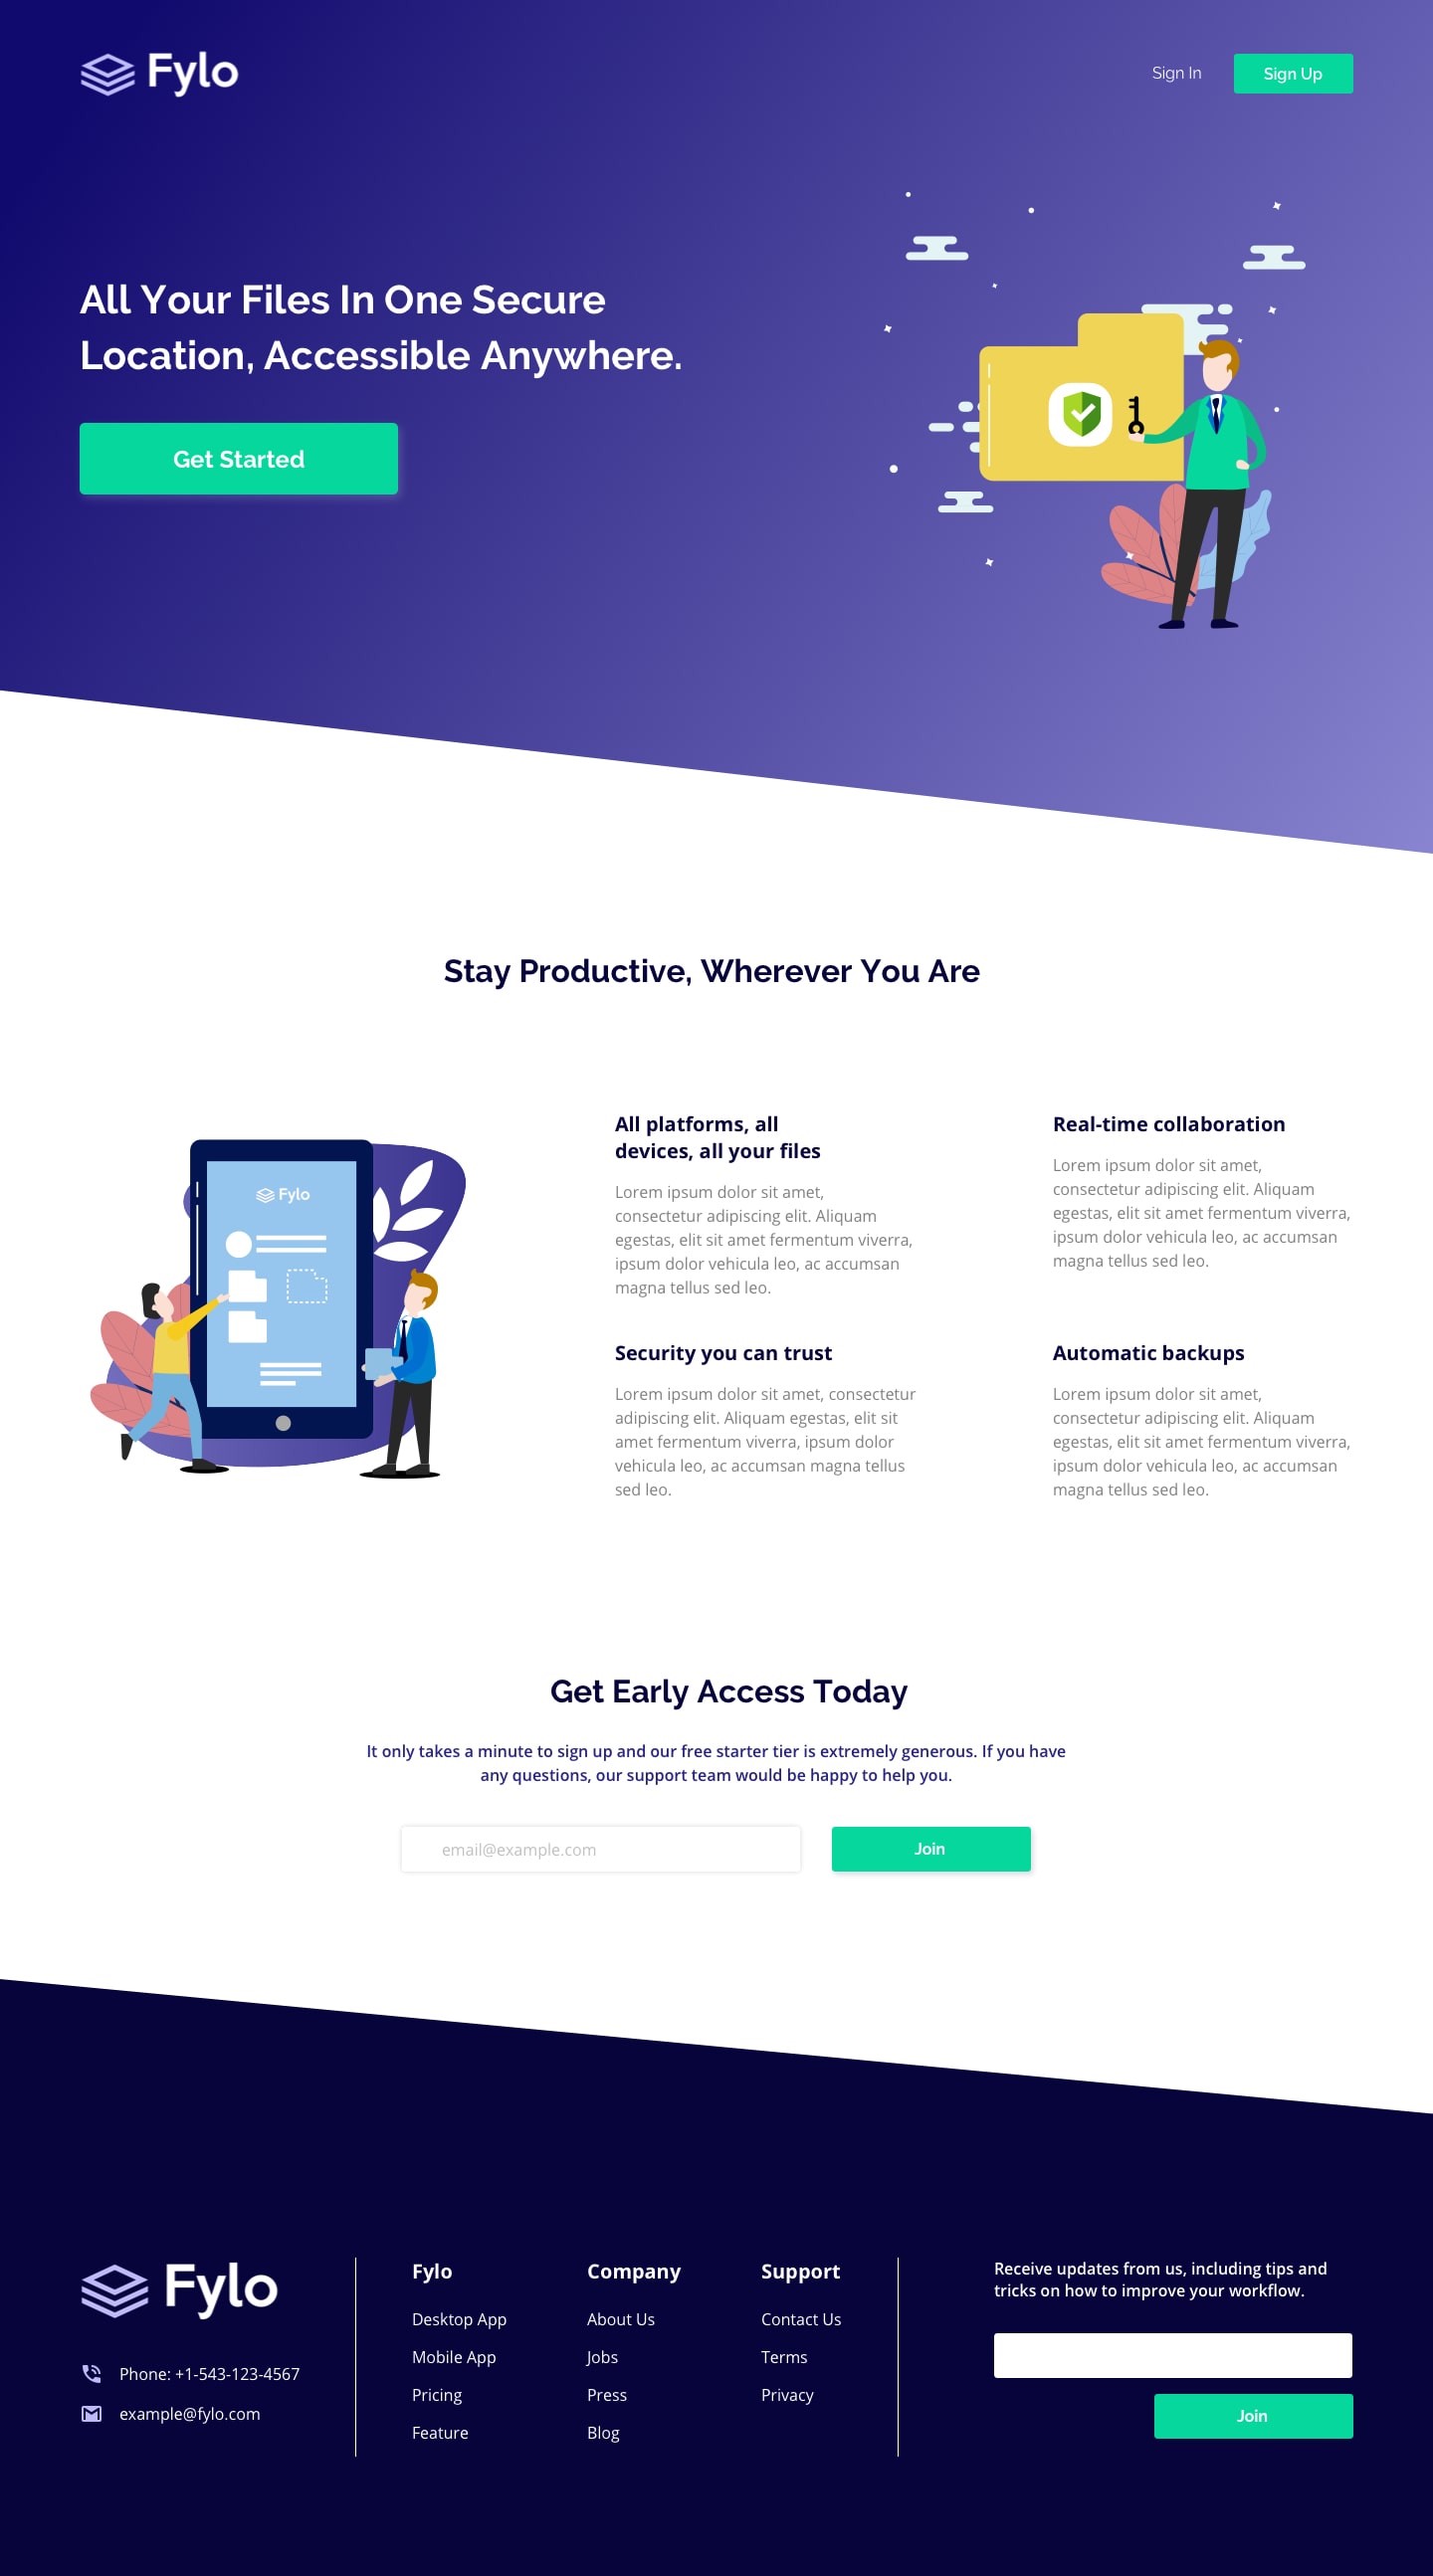 Fylo
Sign In
Sign Up
All Your Files In One Secure
Location, Accessible Anywhere.
Get Started
Stay Productive, Wherever You Are
Fylo
All platforms, all
devices, all your files
Lorem ipsum dolor sit amet,
consectetur adipiscing elit. Aliquam
egestas, elit sit amet fermentum viverra,
ipsum dolor vehicula leo, ac accumsan
magna tellus sed leo.
Real-time collaboration
Lorem ipsum dolor sit amet,
consectetur adipiscing elit. Aliquam
egestas, elit sit amet fermentum viverra,
ipsum dolor vehicula leo, ac accumsan
magna tellus sed leo.
Security you can trust
Lorem ipsum dolor sit amet, consectetur
adipiscing elit. Aliquam egestas, elit sit
amet fermentum viverra, ipsum dolor
vehicula leo, ac accumsan magna tellus
sed leo.
Automatic backups
Lorem ipsum dolor sit amet,
consectetur adipiscing elit. Aliquam
egestas, elit sit amet fermentum viverra,
ipsum dolor vehicula leo, ac accumsan
magna tellus sed leo.
Get Early Access Today
It only takes a minute to sign up and our free starter tier is extremely generous. If you have
any questions, our support team would be happy to help you.
email@example.com
Join
Fylo
Phone: +1-543-123-4567
example@fylo.com
Fylo
Desktop App
Mobile App
Pricing
Feature
Company
About Us
Jobs
Press
Blog
Support
Contact Us
Terms
Privacy
Receive updates from us, including tips and
tricks on how to improve your workflow.
Join